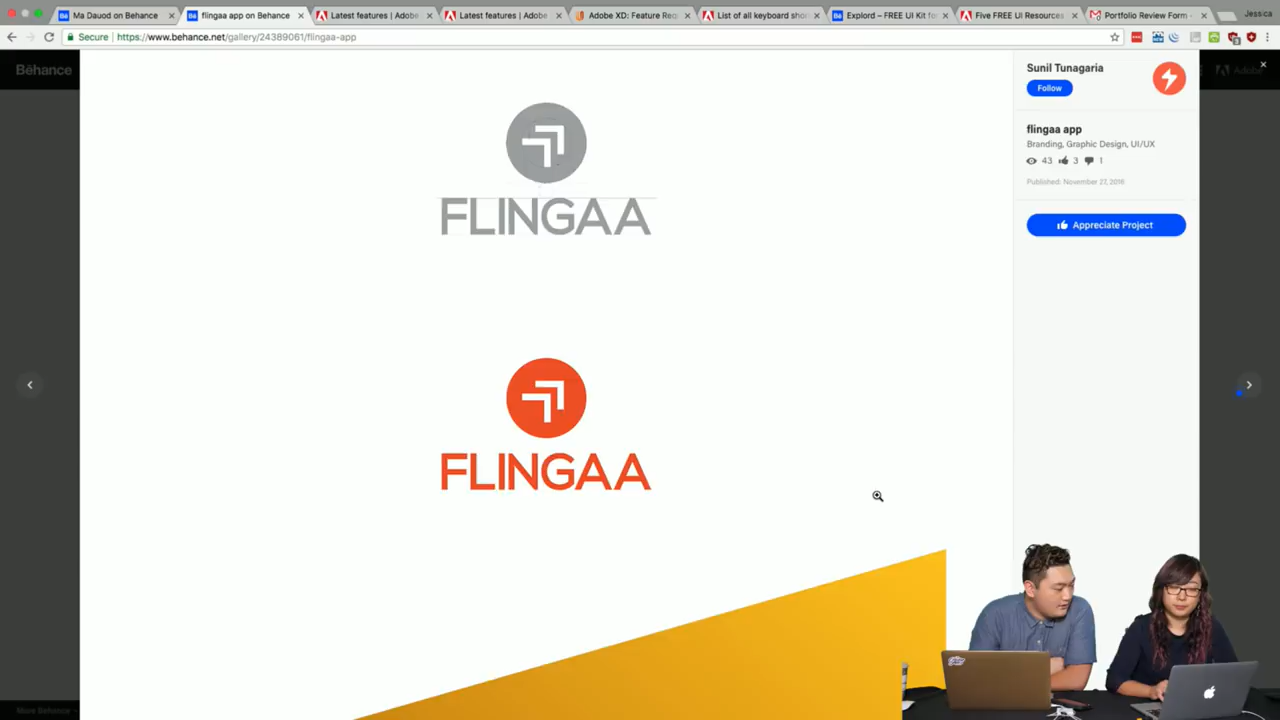 Ma Dauod on Behance
flingaa app on Behance
Latest features | Adobe
Latest features | Adobe
Adobe XD: Feature Req
List of all keyboard shor
Explord – FREE UI Kit fo
Five FREE UI Resources
Portfolio Review Form -
Jessica
Secure
https://www.behance.net/gallery/24389061/flingaa-app
Bēhance
Adobe
Sunil Tunagaria
Follow
flingaa app
Branding, Graphic Design, UI/UX
43 3 1
Published: November 27, 2016
Appreciate Project
FLINGAA
FLINGAA
More Behance